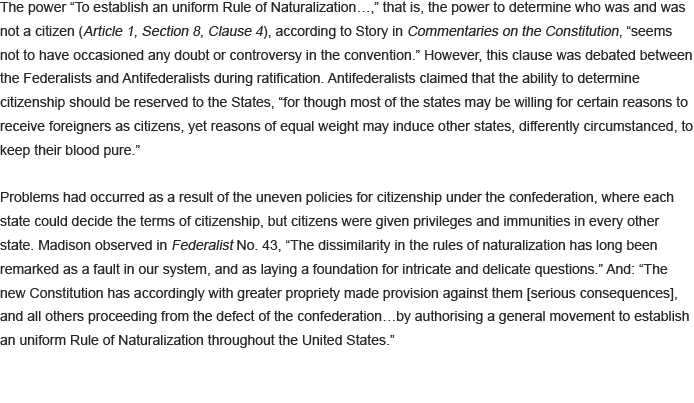 The power “To establish an uniform Rule of Naturalization…,” that is, the power to determine who was and was
not a citizen (Article 1, Section 8, Clause 4), according to Story in Commentaries on the Constitution, “seems
not to have occasioned any doubt or controversy in the convention.” However, this clause was debated between
the Federalists and Antifederalists during ratification. Antifederalists claimed that the ability to determine
citizenship should be reserved to the States, “for though most of the states may be willing for certain reasons to
receive foreigners as citizens, yet reasons of equal weight may induce other states, differently circumstanced, to
keep their blood pure.”
Problems had occurred as a result of the uneven policies for citizenship under the confederation, where each
state could decide the terms of citizenship, but citizens were given privileges and immunities in every other
state. Madison observed in Federalist No. 43, “The dissimilarity in the rules of naturalization has long been
remarked as a fault in our system, and as laying a foundation for intricate and delicate questions.” And: “The
new Constitution has accordingly with greater propriety made provision against them [serious consequences],
and all others proceeding from the defect of the confederation…by authorising a general movement to establish
an uniform Rule of Naturalization throughout the United States.”